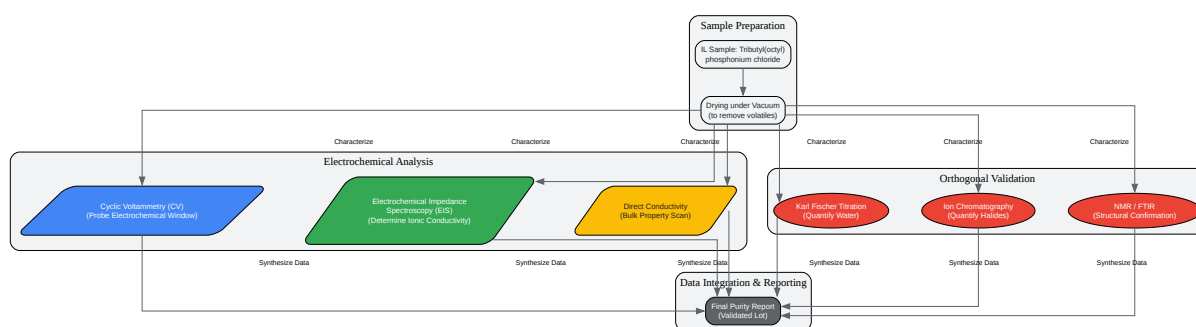 Sample Preparation
IL Sample: Tributyl(octyl)
phosphonium chloride
Drying under Vacuum
(to remove volatiles)
Characterize
Characterize
Characterize
Characterize
Characterize
Characterize
Electrochemical Analysis
Cyclic Voltammetry (CV)
(Probe Electrochemical Window)
Electrochemical Impedance
Spectroscopy (EIS)
(Determine Ionic Conductivity)
Direct Conductivity
(Bulk Property Scan)
Orthogonal Validation
Karl Fischer Titration
(Quantify Water)
Ion Chromatography
(Quantify Halides)
NMR / FTIR
(Structural Confirmation)
Synthesize Data
Synthesize Data
Synthesize Data
Synthesize Data
Synthesize Data
Synthesize Data
Data Integration & Reporting
Final Purity Report
(Validated Lot)